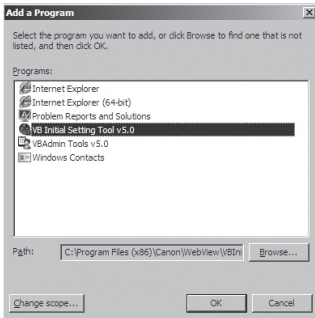 Add a Program
Select the program you want to add, or click Browse to find one that is not
listed, and then click OK.
Programs:
Internet Explorer
Internet Explorer (64-bit)
Problem Reports and Solutions
VB Initial Setting Tool v5.0
VBAdmin Tools v5.0
Windows Contacts
Path:
C:\Program Files (x86)\Canon\WebView\VBIni
Browse...
Change scope...
OK
Cancel